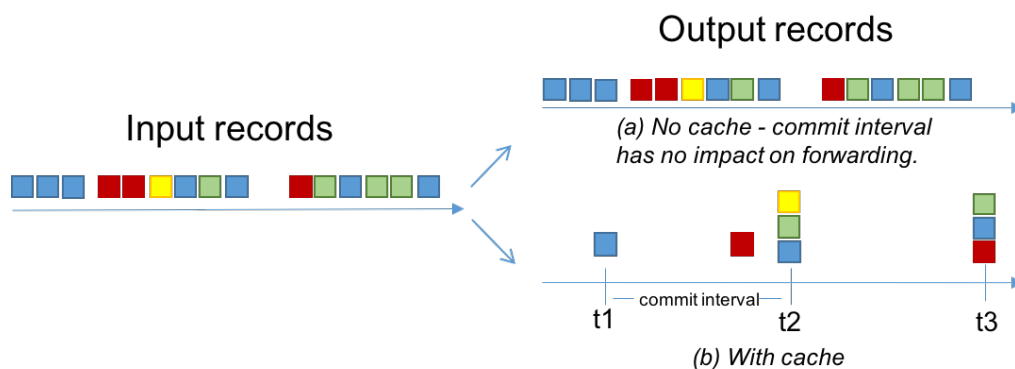 Output records
Input records
(a) No cache - commit interval
has no impact on forwarding.
commit interval
t1
t2
t3
(b) With cache